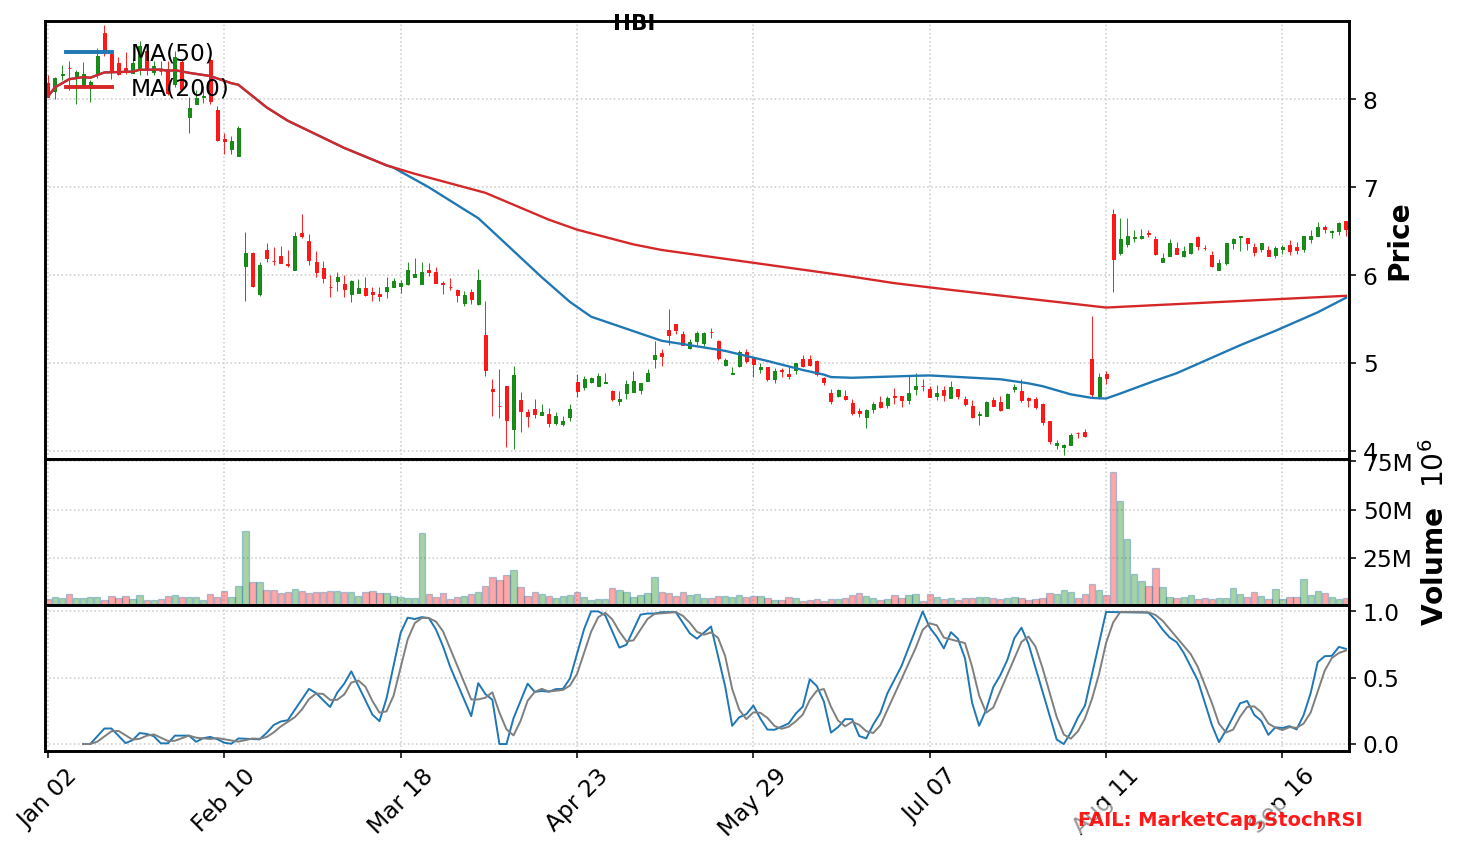 HBI
MA(50)
MA(200)
8
7
6
5
4
Price
75M
50M
25M
Volume 10^6
1.0
0.5
0.0
Jan 02
Feb 10
Mar 18
Apr 23
May 29
Jul 07
Aug 11
Sep 16
FAIL: MarketCap,StochRSI